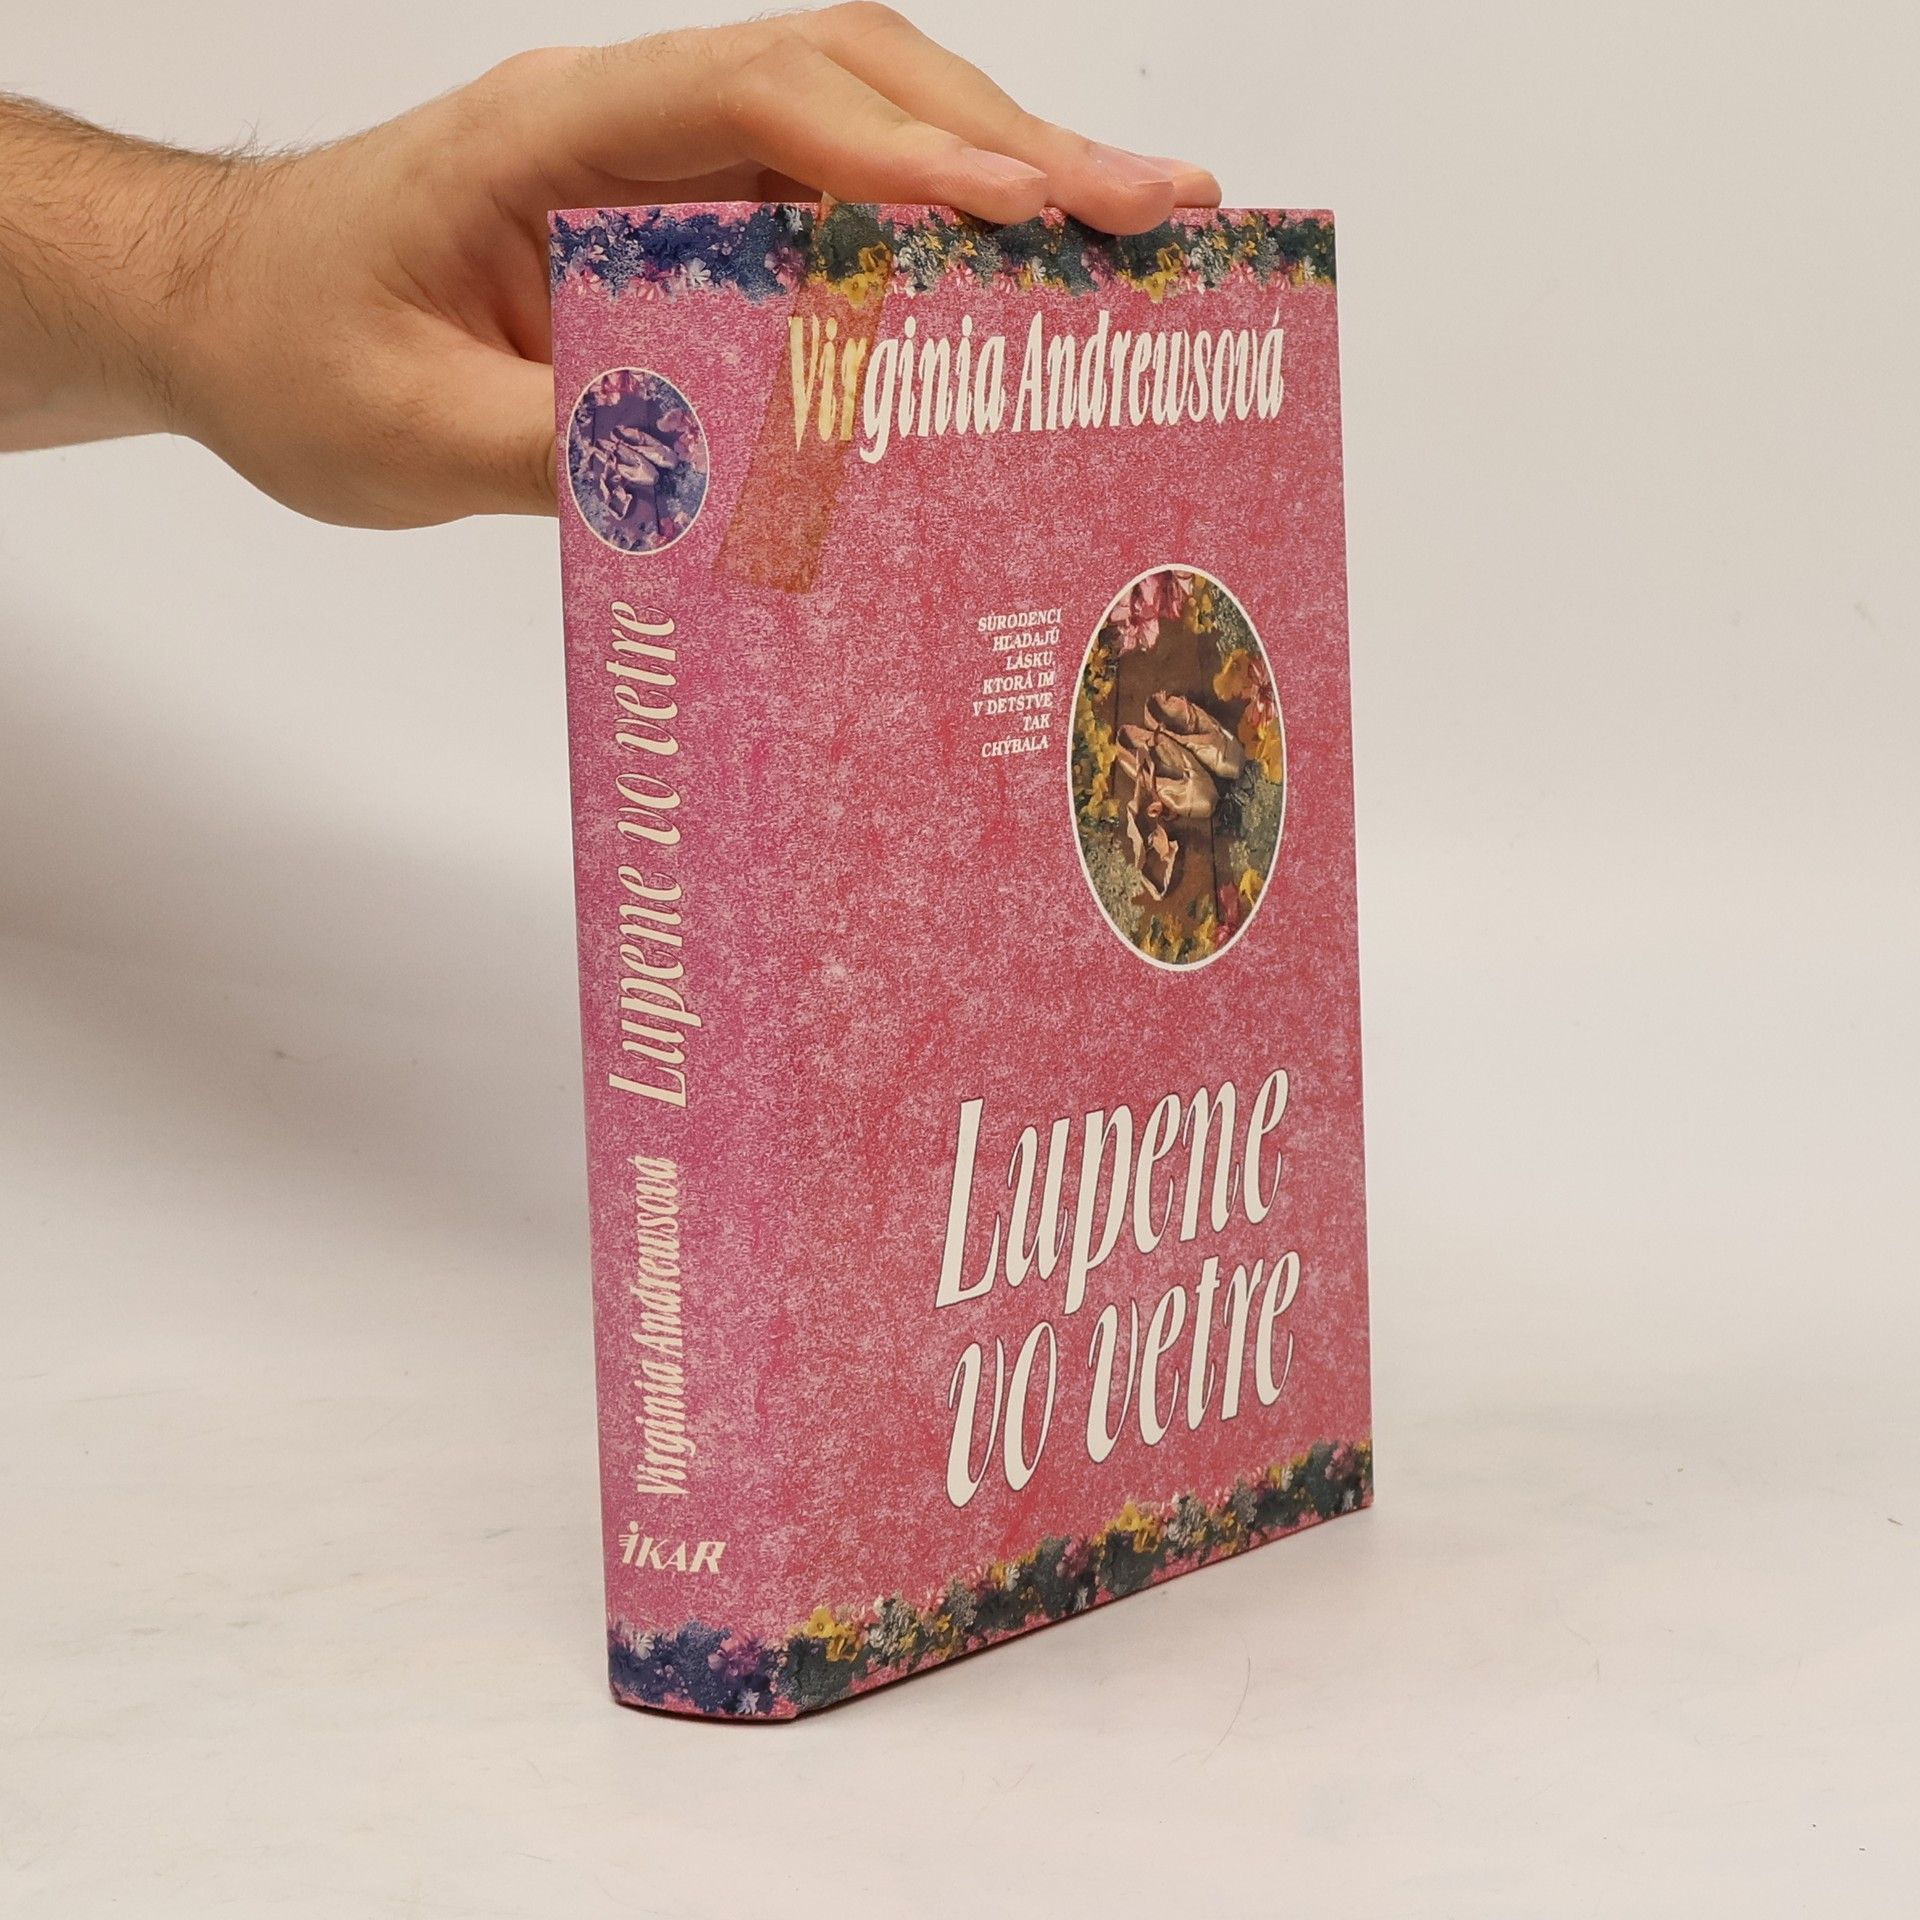 Virginia Andrewsová
SÚRODENCI
HĽADAJÚ
LÁSKU,
KTORÁ IM
V DETSTVE
TAK
CHÝBALA
Lupene
vo vetre
Virginia Andrewsová Lupene vo vetre
IKAR